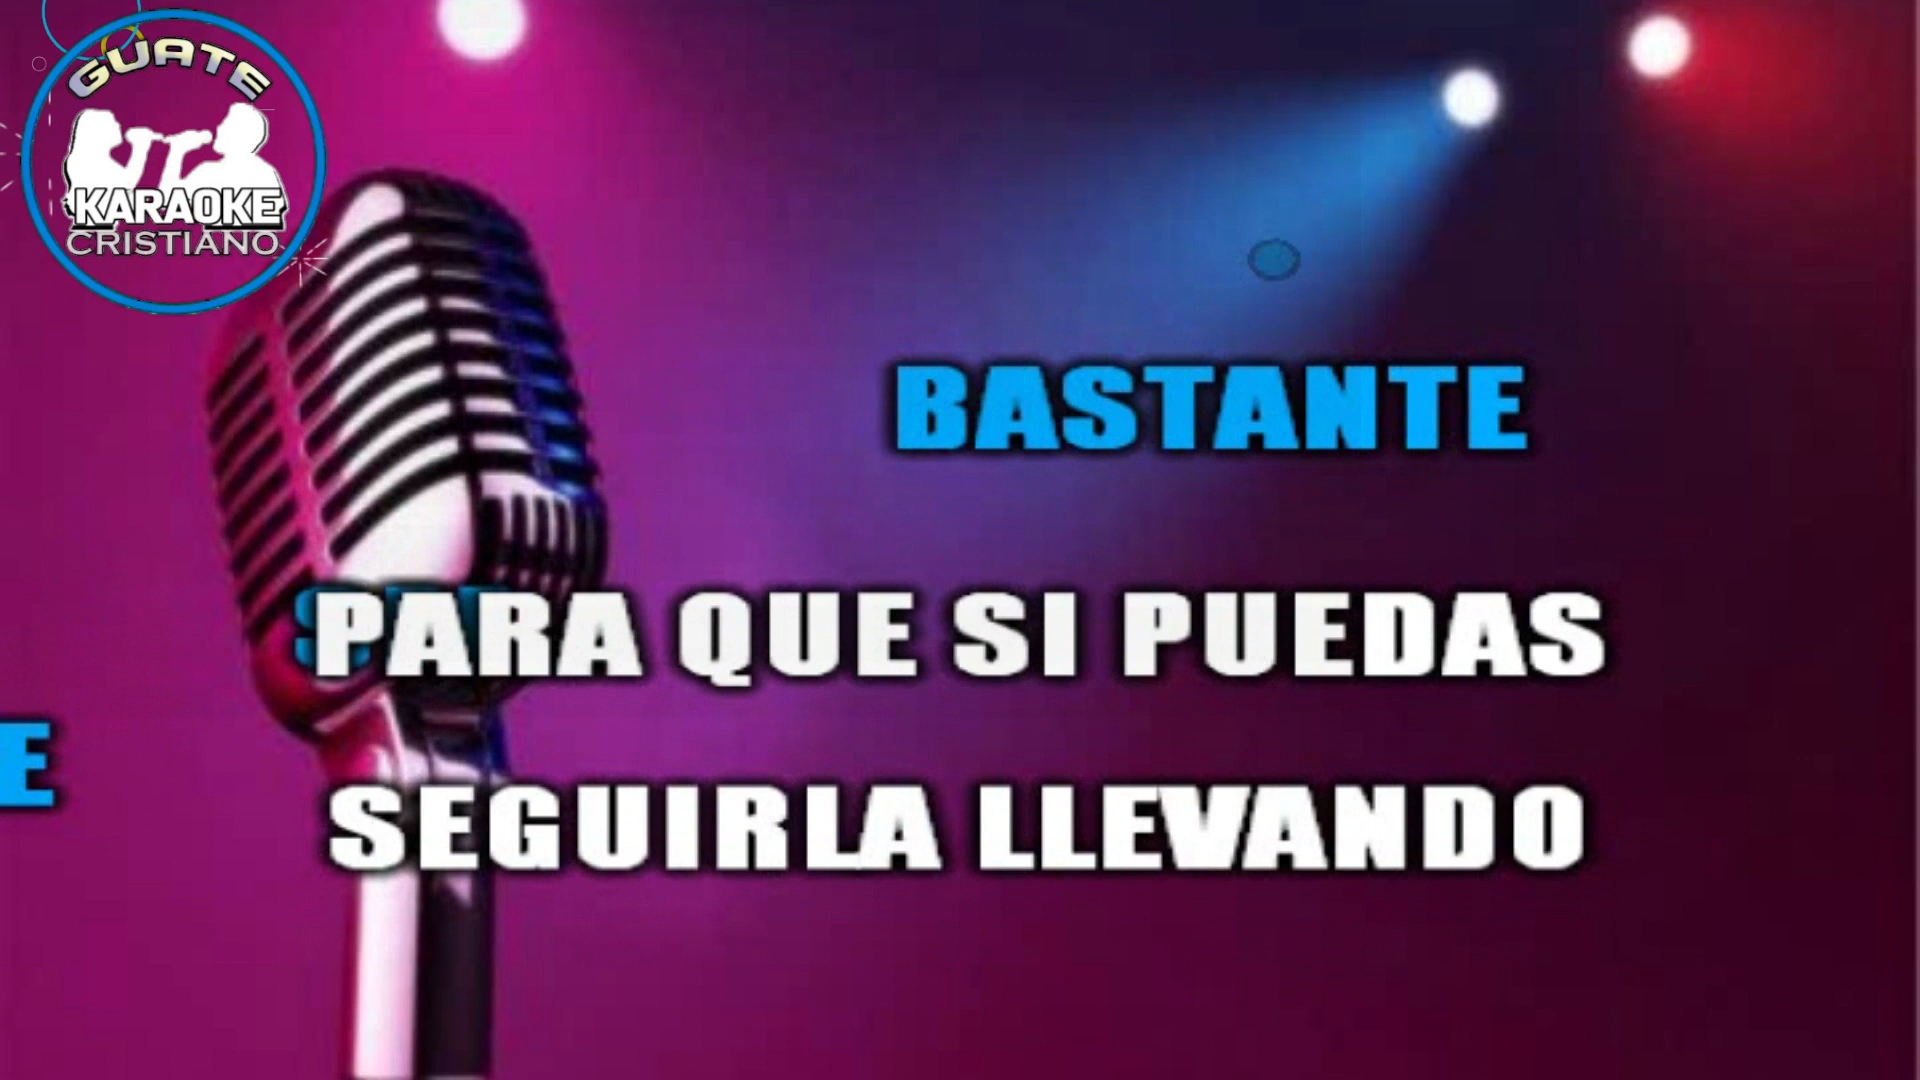 GUATE
KARAOKE
CRISTIANO
BASTANTE
PARA QUE SI PUEDAS
E
SEGUIRLA LLEVANDO